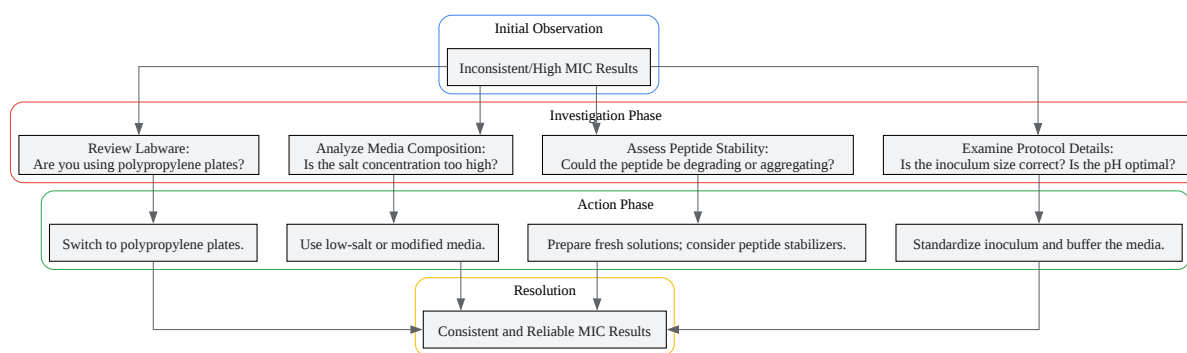 Initial Observation
Inconsistent/High MIC Results
Investigation Phase
Review Labware:
Are you using polypropylene plates?
Analyze Media Composition:
Is the salt concentration too high?
Assess Peptide Stability:
Could the peptide be degrading or aggregating?
Examine Protocol Details:
Is the inoculum size correct? Is the pH optimal?
Action Phase
Switch to polypropylene plates.
Use low-salt or modified media.
Prepare fresh solutions; consider peptide stabilizers.
Standardize inoculum and buffer the media.
Resolution
Consistent and Reliable MIC Results